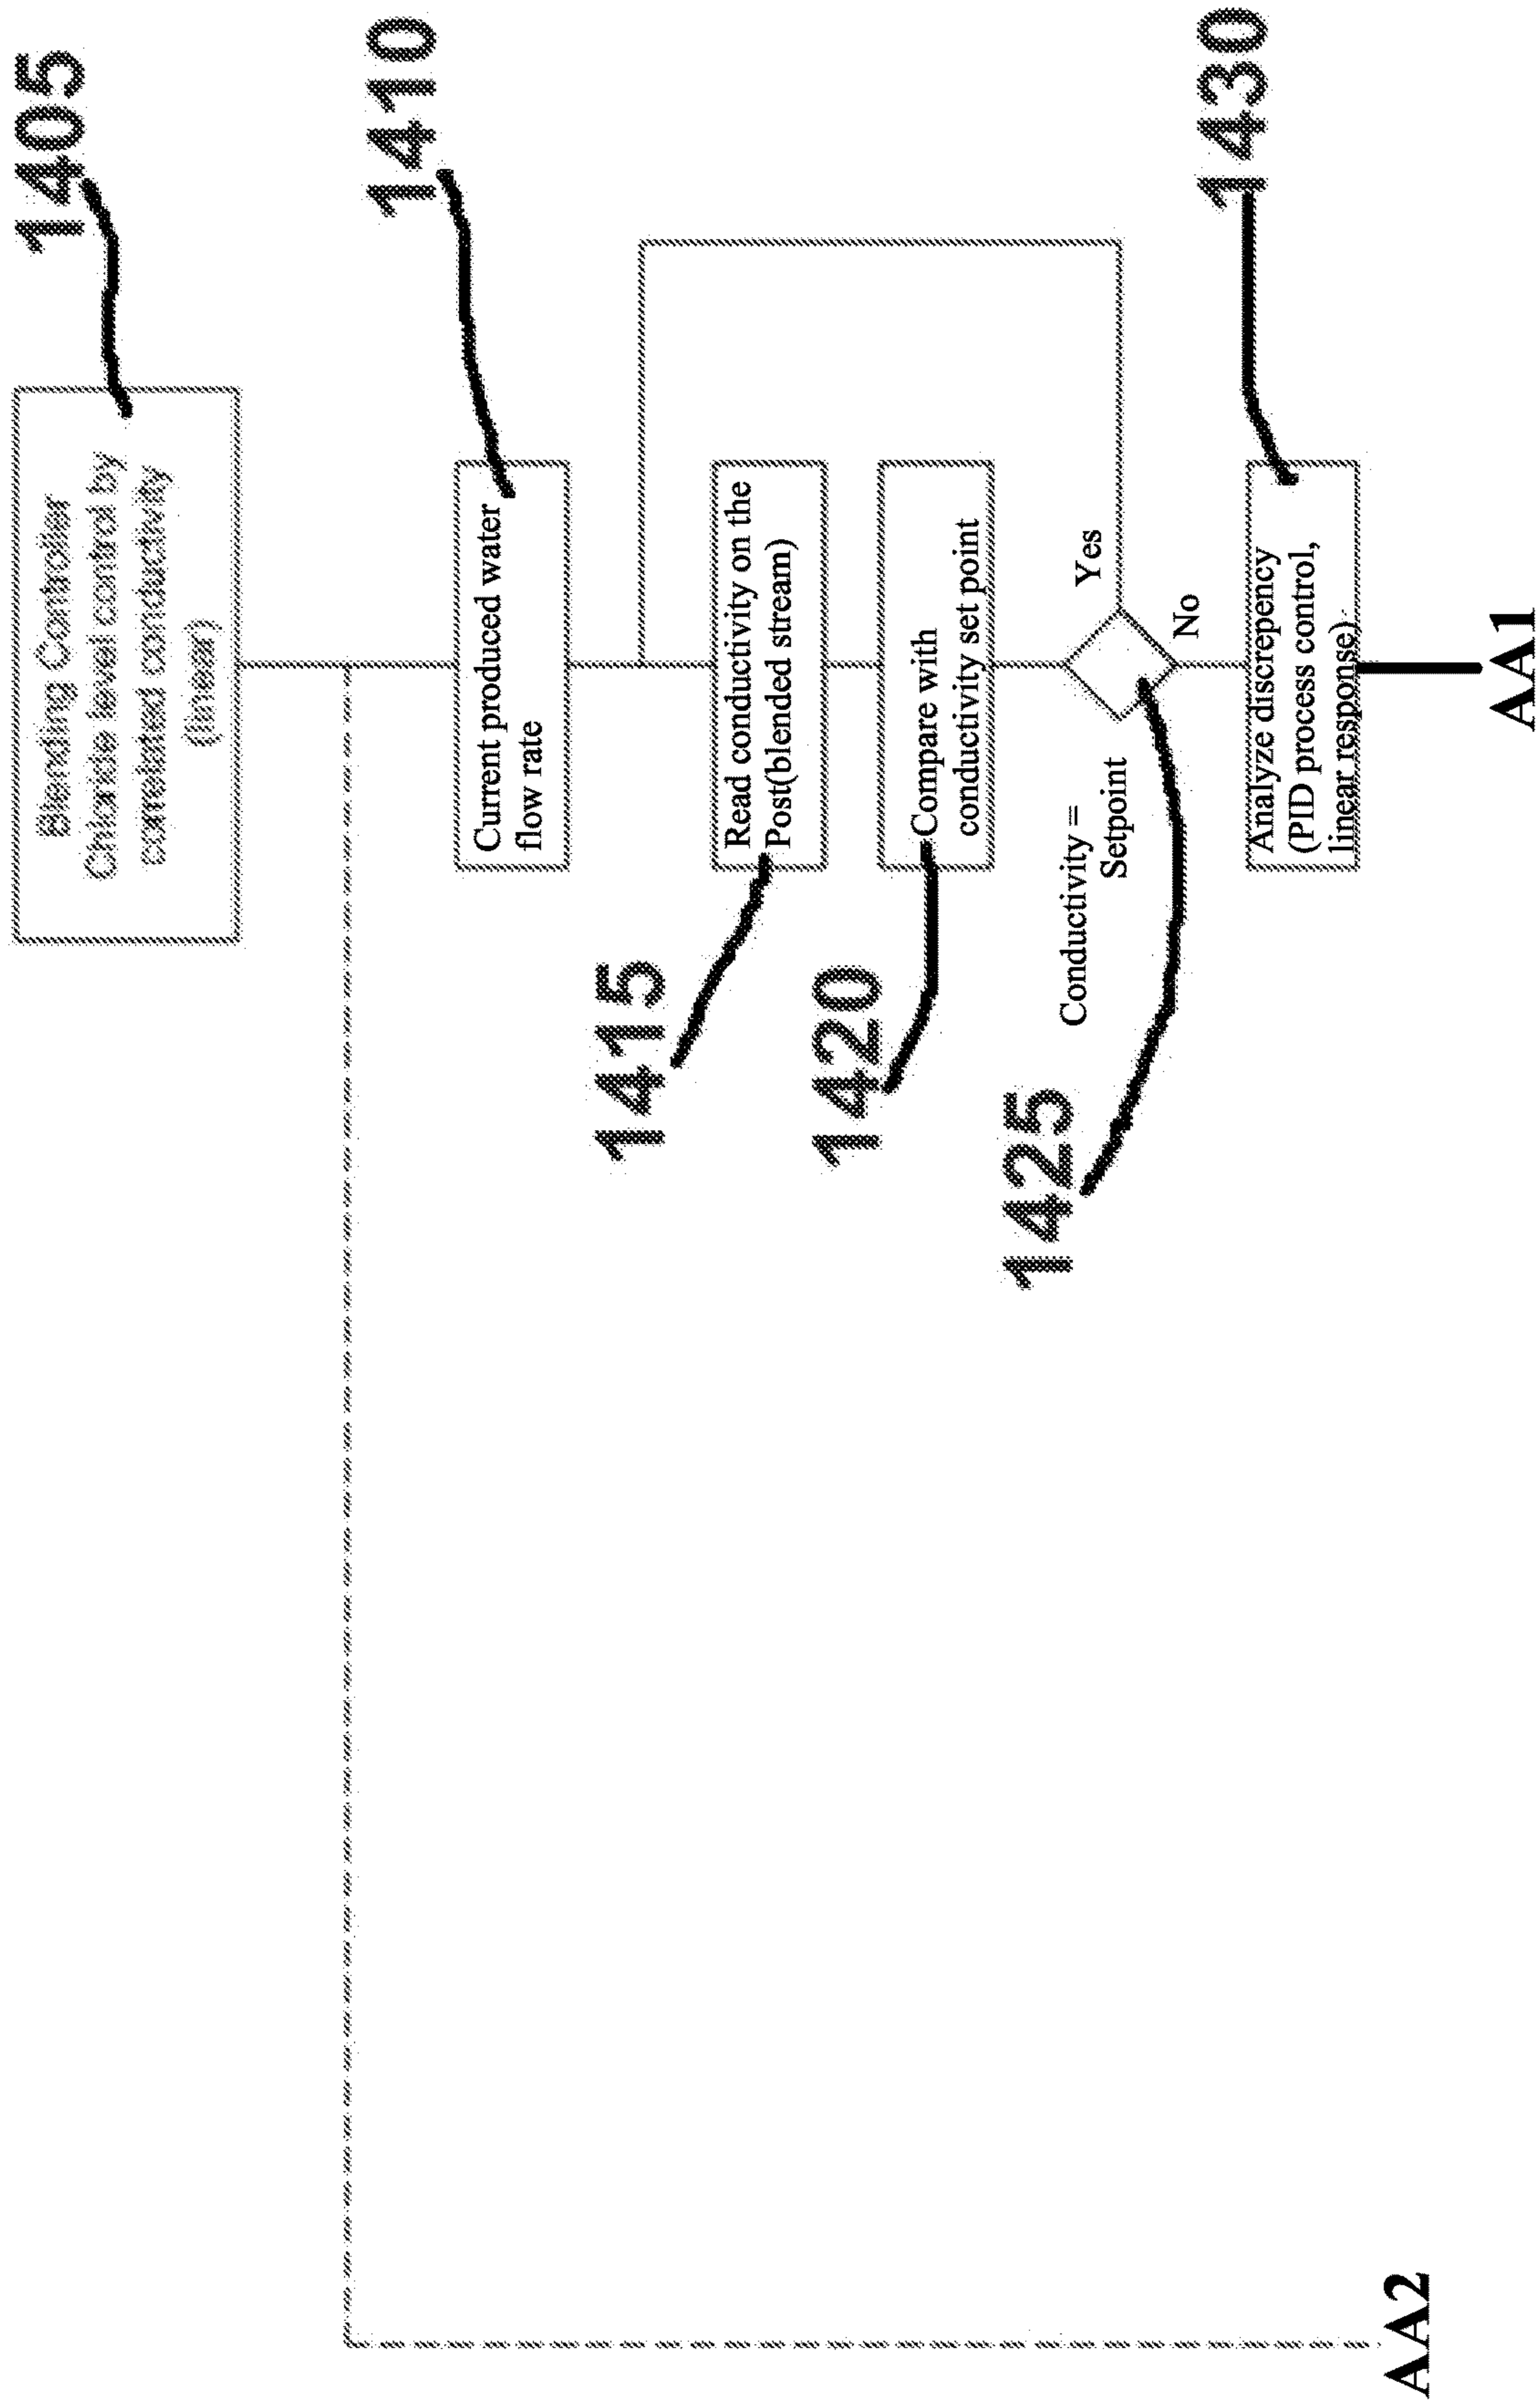 1405
Blending Controller
Chloride level control by
correlated conductivity
(linear)
1410
Current produced water
flow rate
1415
Read conductivity on the
Post(blended stream)
1420
Compare with
conductivity set point
1425
Conductivity =
Setpoint
Yes
No
1430
Analyze discrepency
(PID process control,
linear response)
AA1
AA2